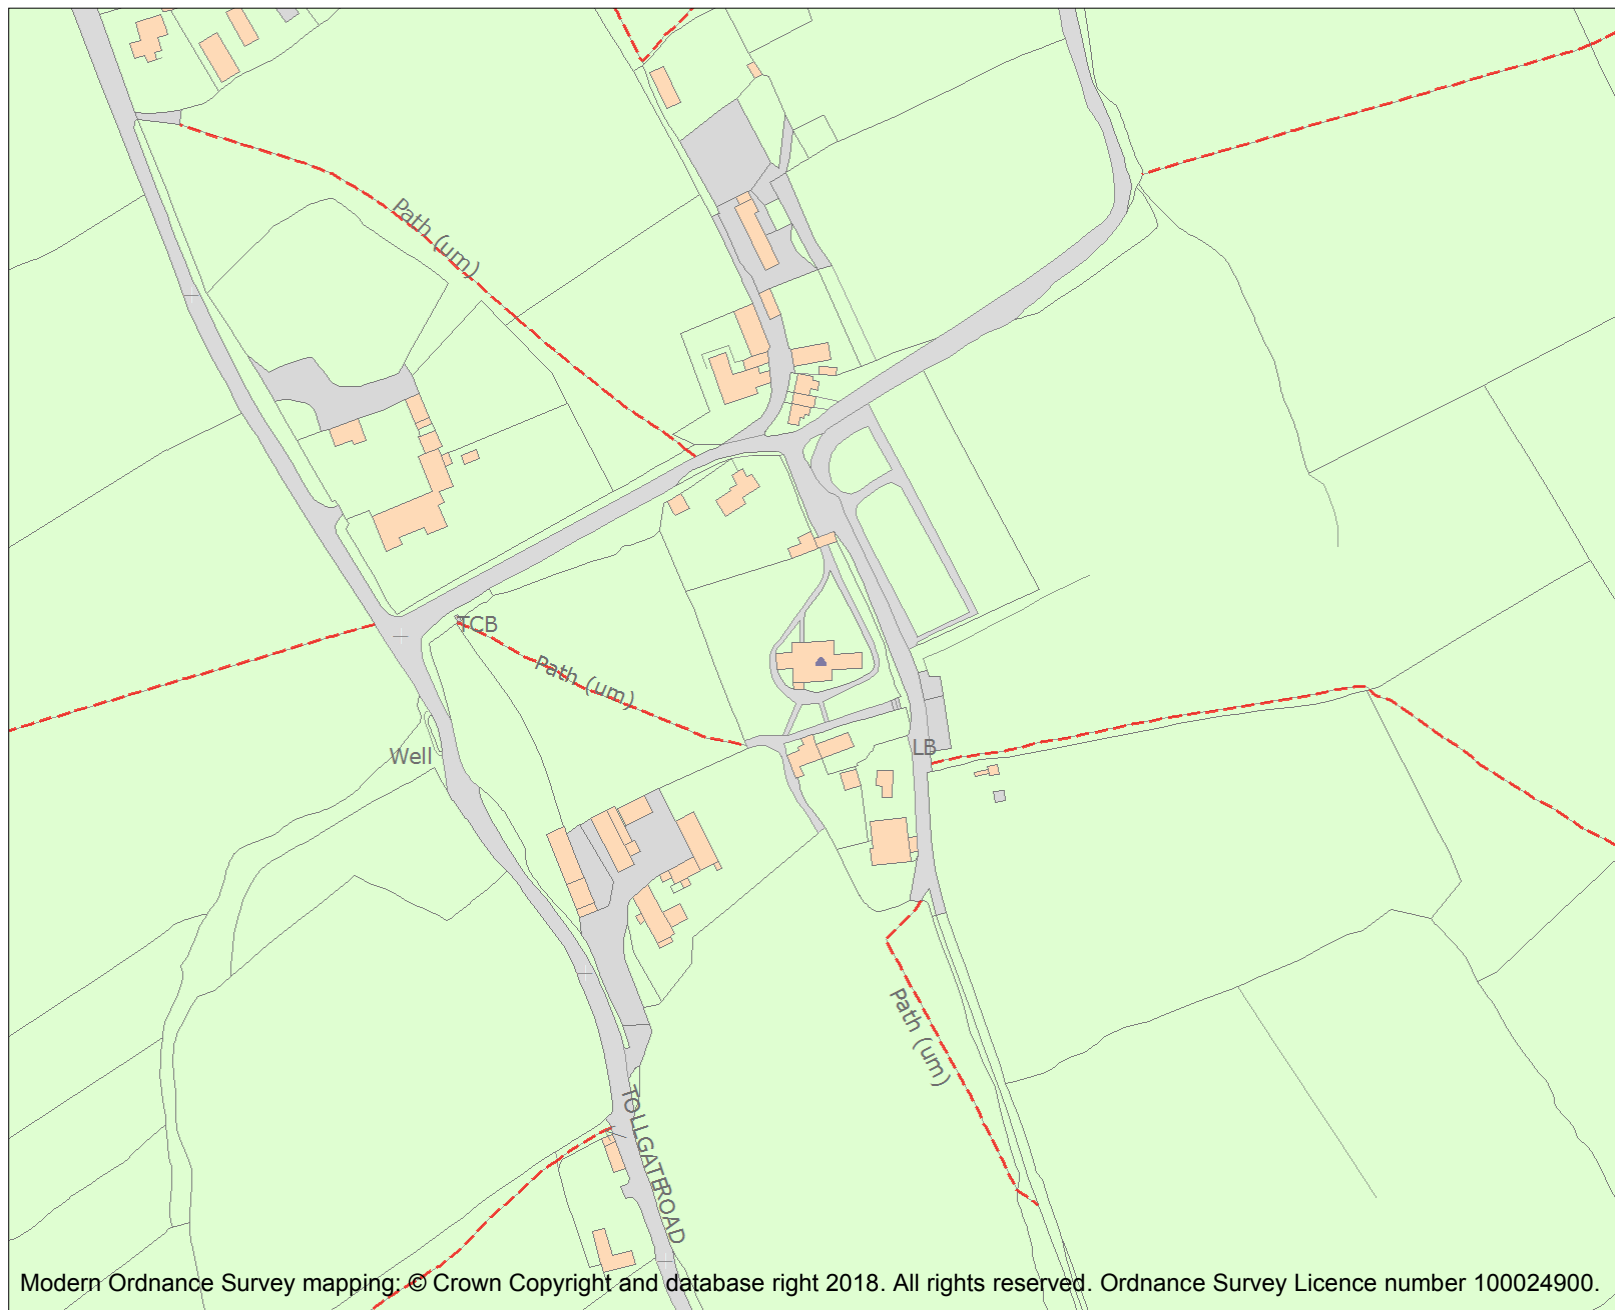 Path (um)
TCB
Path (um)
Well
LB
Path (um)
TOLLGATE ROAD
Modern Ordnance Survey mapping: © Crown Copyright and database right 2018. All rights reserved. Ordnance Survey Licence number 100024900.